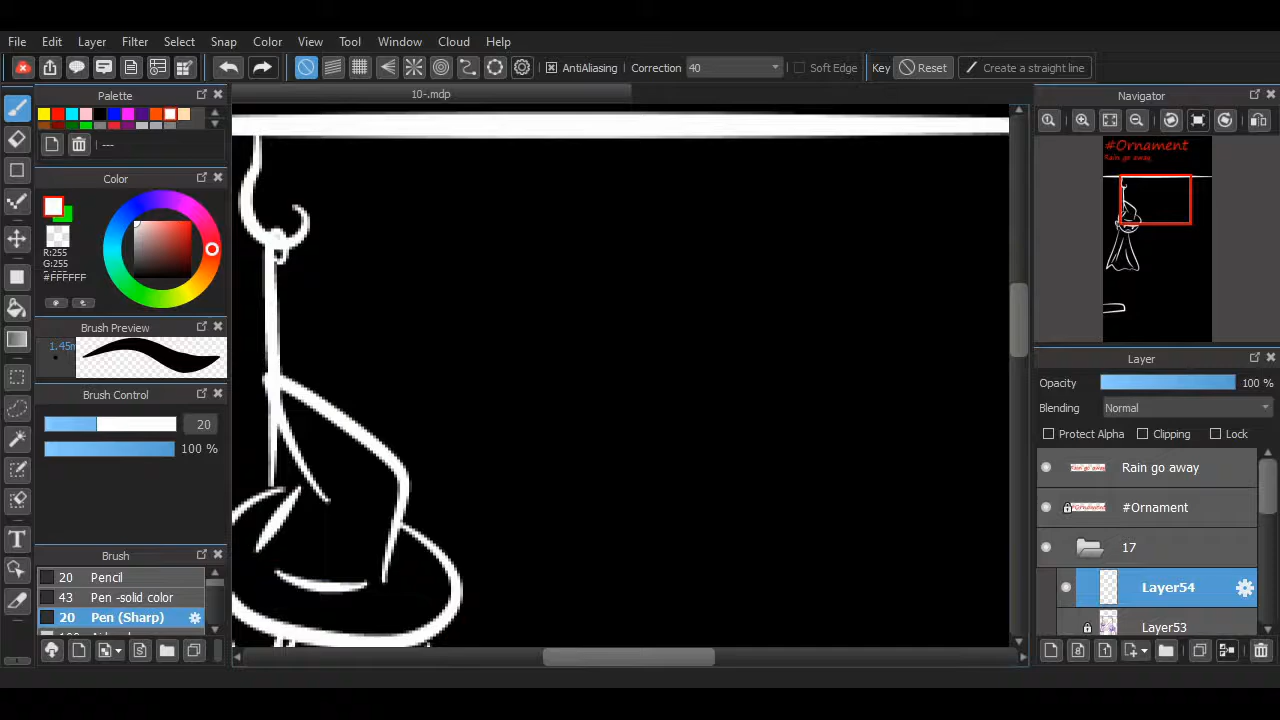 File Edit Layer Filter Select Snap Color View Tool Window Cloud Help
AntiAliasing Correction 40 Soft Edge Key Reset Create a straight line
Palette
10-.mdp
Navigator
---
#Ornament
Rain go away
Color
R:255
G:255
#FFFFFF
Brush Preview
1.45m
Brush Control
20
100 %
Layer
Opacity 100 %
Blending Normal
Protect Alpha Clipping Lock
Rain go away
#Ornament
17
Layer54
Layer53
Brush
20 Pencil
43 Pen -solid color
20 Pen (Sharp)